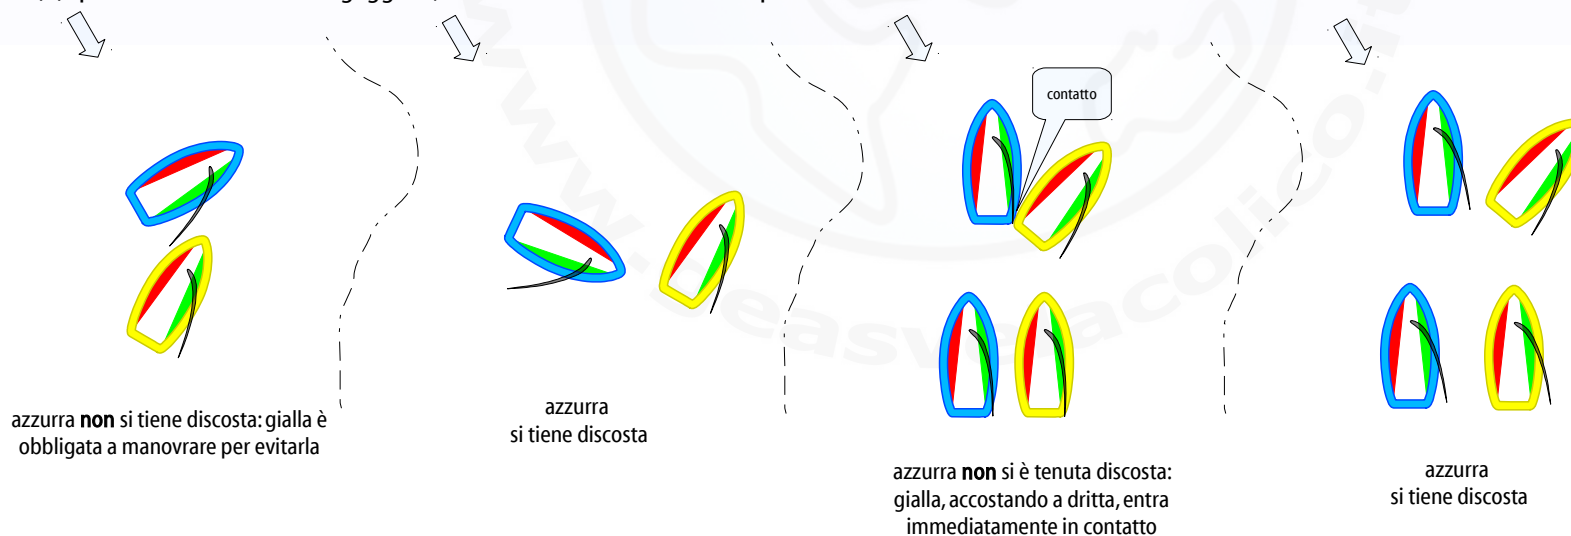 contatto
azzurra non si tiene discosta: gialla è
obbligata a manovrare per evitarla
azzurra
si tiene discosta
azzurra non si è tenuta discosta:
gialla, accostando a dritta, entra
immediatamente in contatto
azzurra
si tiene discosta